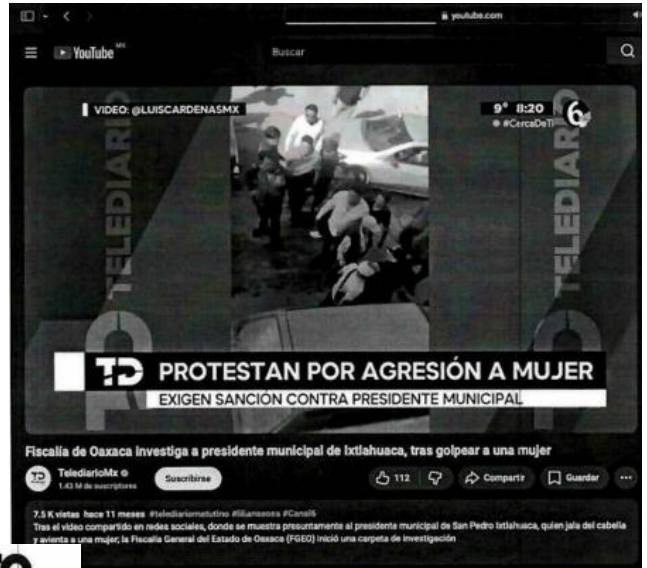 youtube.com
YouTube MX
Buscar
VIDEO: @LUISCARDENASMX
9° 8:20
#CercaDeTi
6
TELEDIARIO
TELEDIARIO
TD PROTESTAN POR AGRESIÓN A MUJER
EXIGEN SANCIÓN CONTRA PRESIDENTE MUNICIPAL
Fiscalía de Oaxaca investiga a presidente municipal de Ixtlahuaca, tras golpear a una mujer
TD
TelediarioMx
1.43 M de suscriptores
Suscribirse
112
Compartir
Guardar
7.5 K vistas hace 11 meses #telediariomatutino #lilianasosa #Canal6
Tras el video compartido en redes sociales, donde se muestra presuntamente al presidente municipal de San Pedro Ixtlahuaca, quien jala del cabella
y avienta a una mujer; la Fiscalía General del Estado de Oaxaca (FGEO) inició una carpeta de investigación